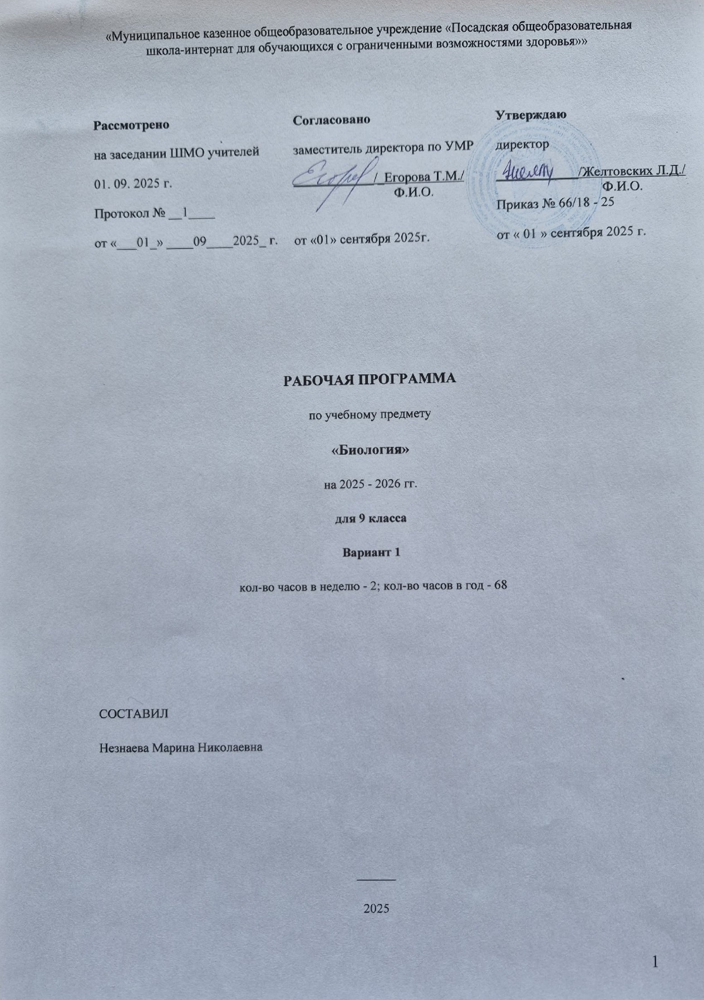 «Муниципальное казенное общеобразовательное учреждение «Посадская общеобразовательная
школа-интернат для обучающихся с ограниченными возможностями здоровья»»
Рассмотрено
на заседании ШМО учителей
01. 09. 2025 г.
Протокол № __1____
от «___01_» ____09____2025_ г.
Согласовано
заместитель директора по УМР
____________/_Егорова Т.М./
Ф.И.О.
от «01» сентября 2025г.
Утверждаю
директор
____________/Желтовских Л.Д./
Ф.И.О.
Приказ № 66/18 - 25
от « 01 » сентября 2025 г.
РАБОЧАЯ ПРОГРАММА
по учебному предмету
«Биология»
на 2025 - 2026 гг.
для 9 класса
Вариант 1
кол-во часов в неделю - 2; кол-во часов в год - 68
СОСТАВИЛ
Незнаева Марина Николаевна
______
2025
1